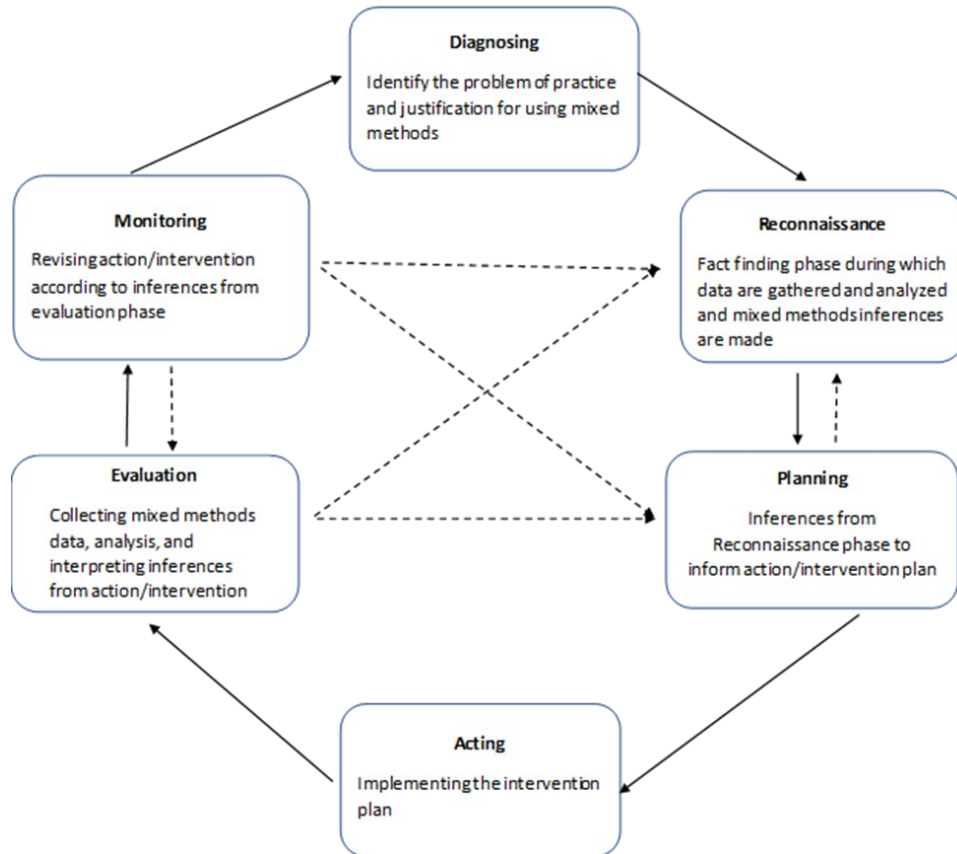 Diagnosing
Identify the problem of practice
and justification for using mixed
methods
Monitoring
Revising action/intervention
according to inferences from
evaluation phase
Reconnaissance
Fact finding phase during which
data are gathered and analyzed
and mixed methods inferences
are made
Evaluation
Collecting mixed methods
data, analysis, and
interpreting inferences
from action/intervention
Planning
Inferences from
Reconnaissance phase to
inform action/intervention plan
Acting
Implementing the intervention
plan